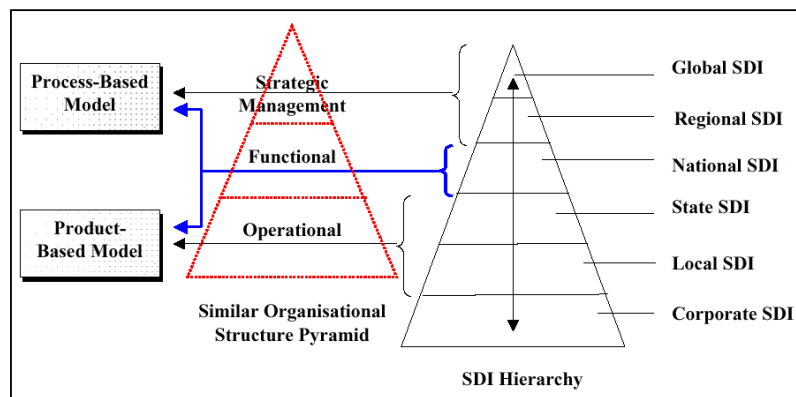 Process-Based
Model
Product-
Based Model
Strategic
Management
Functional
Operational
Similar Organisational
Structure Pyramid
Global SDI
Regional SDI
National SDI
State SDI
Local SDI
Corporate SDI
SDI Hierarchy